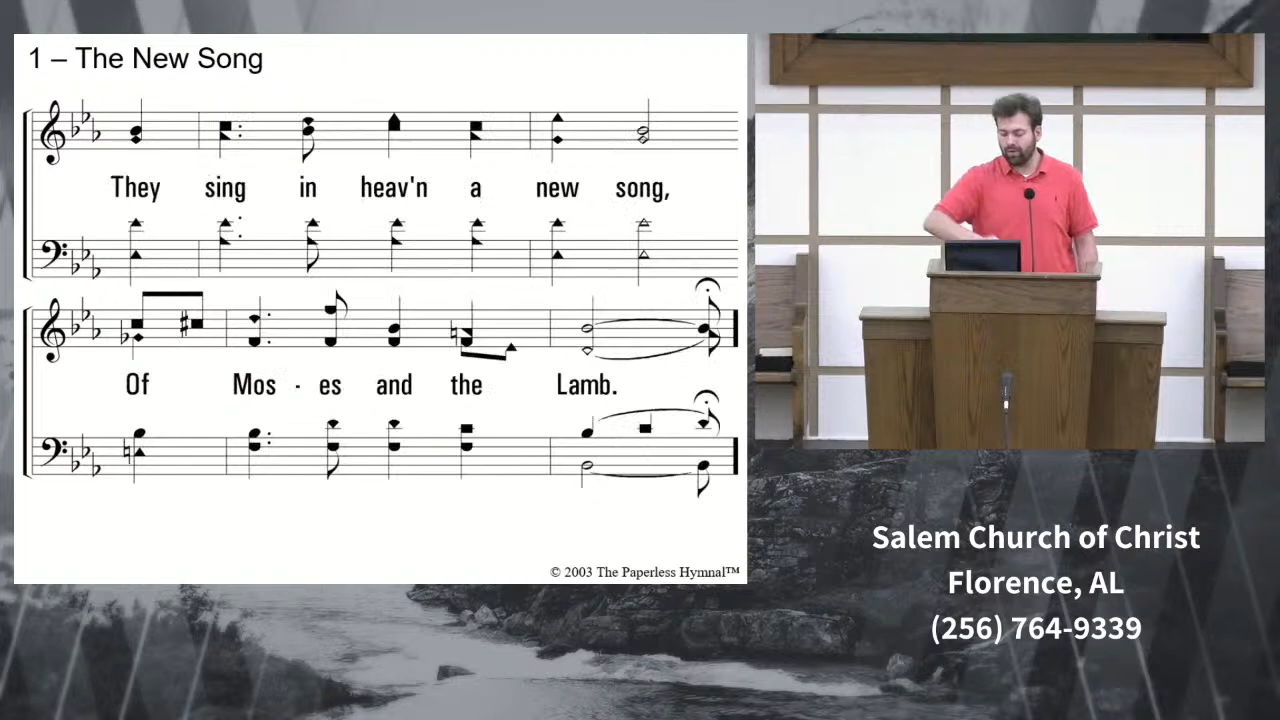 1 – The New Song
They sing in heav'n a new song,
Of Mos - es and the Lamb.
© 2003 The Paperless Hymnal™
Salem Church of Christ
Florence, AL
(256) 764-9339